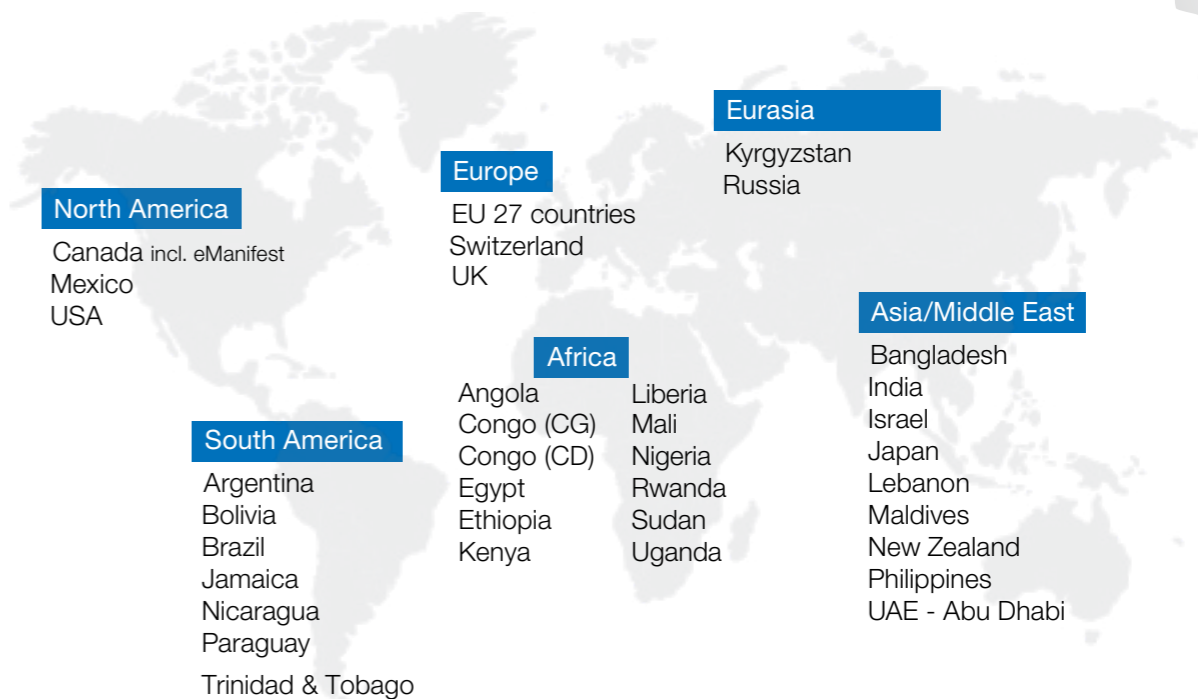 North America
Canada incl. eManifest
Mexico
USA
South America
Argentina
Bolivia
Brazil
Jamaica
Nicaragua
Paraguay
Trinidad & Tobago
Europe
EU 27 countries
Switzerland
UK
Africa
Angola
Congo (CG)
Congo (CD)
Egypt
Ethiopia
Kenya
Liberia
Mali
Nigeria
Rwanda
Sudan
Uganda
Eurasia
Kyrgyzstan
Russia
Asia/Middle East
Bangladesh
India
Israel
Japan
Lebanon
Maldives
New Zealand
Philippines
UAE - Abu Dhabi